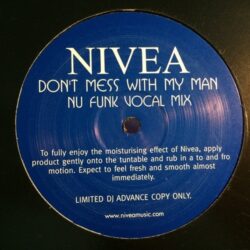 NIVEA
DON'T MESS WITH MY MAN
NU FUNK VOCAL MIX
To fully enjoy the moisturising effect of Nivea, apply
product gently onto the tuntable and rub in a to and fro
motion. Expect to feel fresh and smooth almost
immediately.
LIMITED DJ ADVANCE COPY ONLY.
www.niveamusic.com